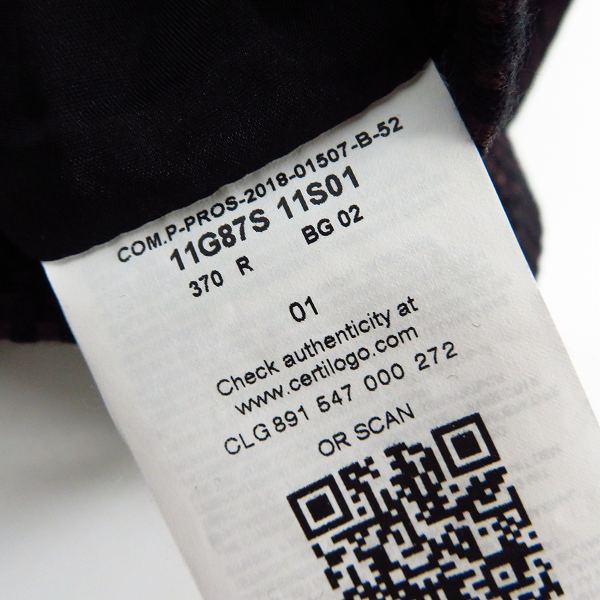 COM.P-PROS-2018-01507-B-52
11G87S 11S01
370 R BG 02
01
Check authenticity at
www.certilogo.com
CLG 891 547 000 272
OR SCAN